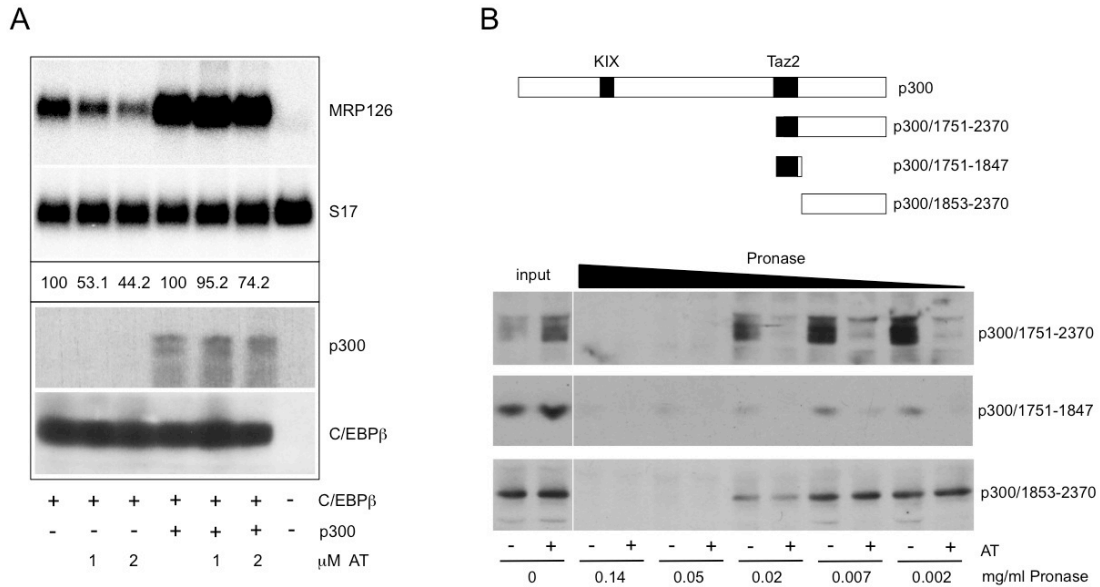 A
MRP126
S17
100 53.1 44.2 100 95.2 74.2
p300
C/EBPβ
+ + + + + + - C/EBPβ
- - - + + + - p300
1 2 1 2 μM AT
B
KIX Taz2
p300
p300/1751-2370
p300/1751-1847
p300/1853-2370
Pronase
input
p300/1751-2370
p300/1751-1847
p300/1853-2370
- + - + - + - + - + - + AT
0 0.14 0.05 0.02 0.007 0.002 mg/ml Pronase